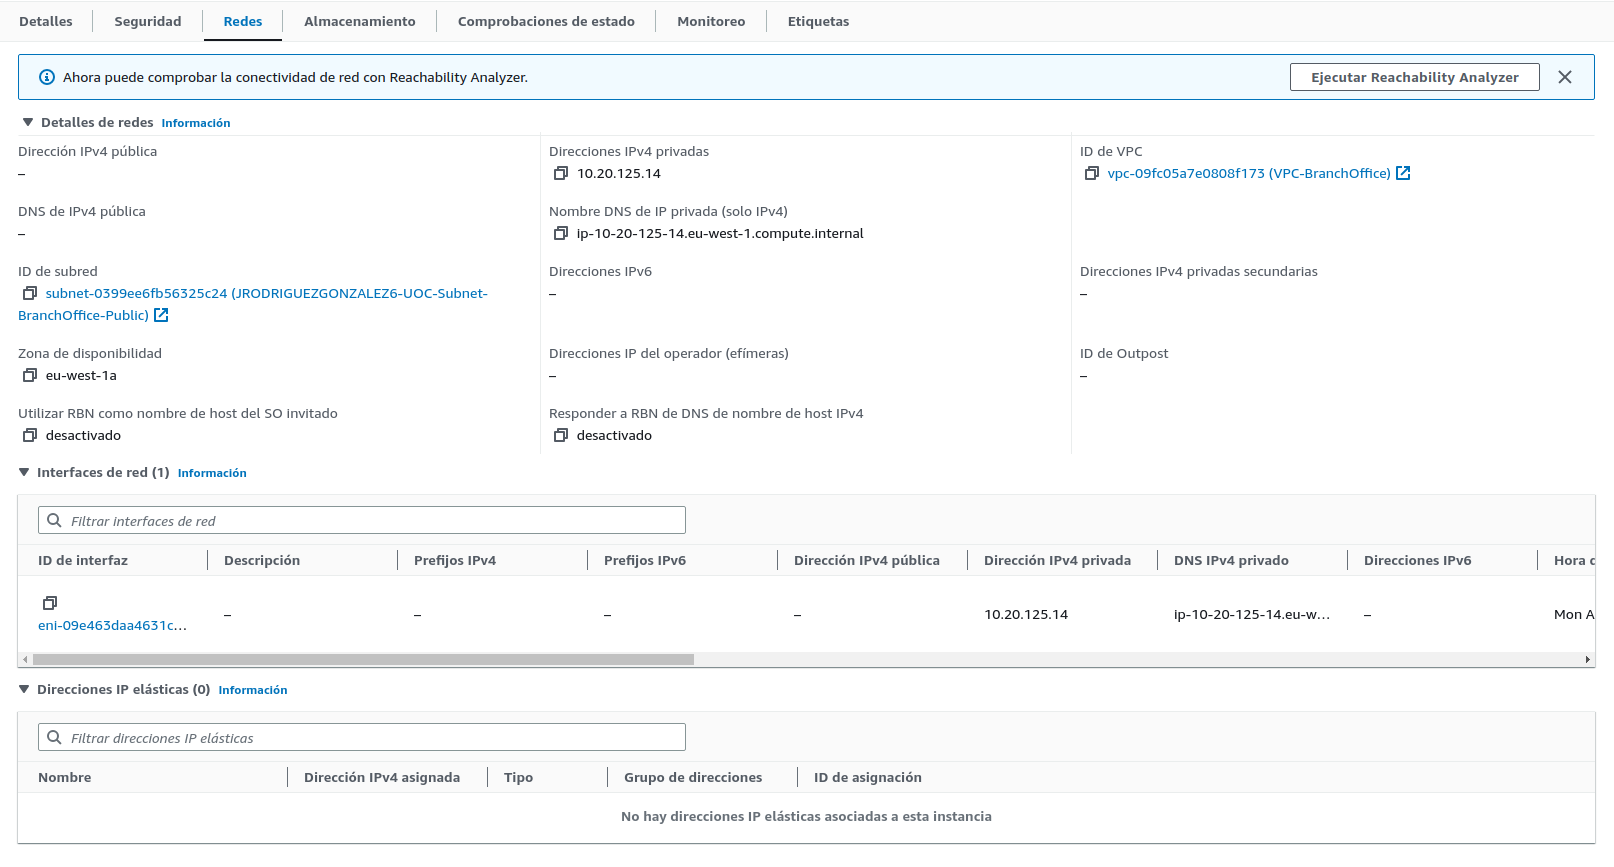 Detalles
Seguridad
Redes
Almacenamiento
Comprobaciones de estado
Monitoreo
Etiquetas
Ahora puede comprobar la conectividad de red con Reachability Analyzer.
Ejecutar Reachability Analyzer
Detalles de redes Información
Dirección IPv4 pública
–
Direcciones IPv4 privadas
10.20.125.14
ID de VPC
vpc-09fc05a7e0808f173 (VPC-BranchOffice)
DNS de IPv4 pública
–
Nombre DNS de IP privada (solo IPv4)
ip-10-20-125-14.eu-west-1.compute.internal
ID de subred
subnet-0399ee6fb56325c24 (JRODRIGUEZGONZALEZ6-UOC-Subnet-
BranchOffice-Public)
Direcciones IPv6
–
Direcciones IPv4 privadas secundarias
–
Zona de disponibilidad
eu-west-1a
Direcciones IP del operador (efímeras)
–
ID de Outpost
–
Utilizar RBN como nombre de host del SO invitado
desactivado
Responder a RBN de DNS de nombre de host IPv4
desactivado
Interfaces de red (1) Información
Filtrar interfaces de red
ID de interfaz
Descripción
Prefijos IPv4
Prefijos IPv6
Dirección IPv4 pública
Dirección IPv4 privada
DNS IPv4 privado
Direcciones IPv6
Hora
eni-09e463daa4631c...
–
–
–
–
10.20.125.14
ip-10-20-125-14.eu-w...
–
Mon A
Direcciones IP elásticas (0) Información
Filtrar direcciones IP elásticas
Nombre
Dirección IPv4 asignada
Tipo
Grupo de direcciones
ID de asignación
No hay direcciones IP elásticas asociadas a esta instancia